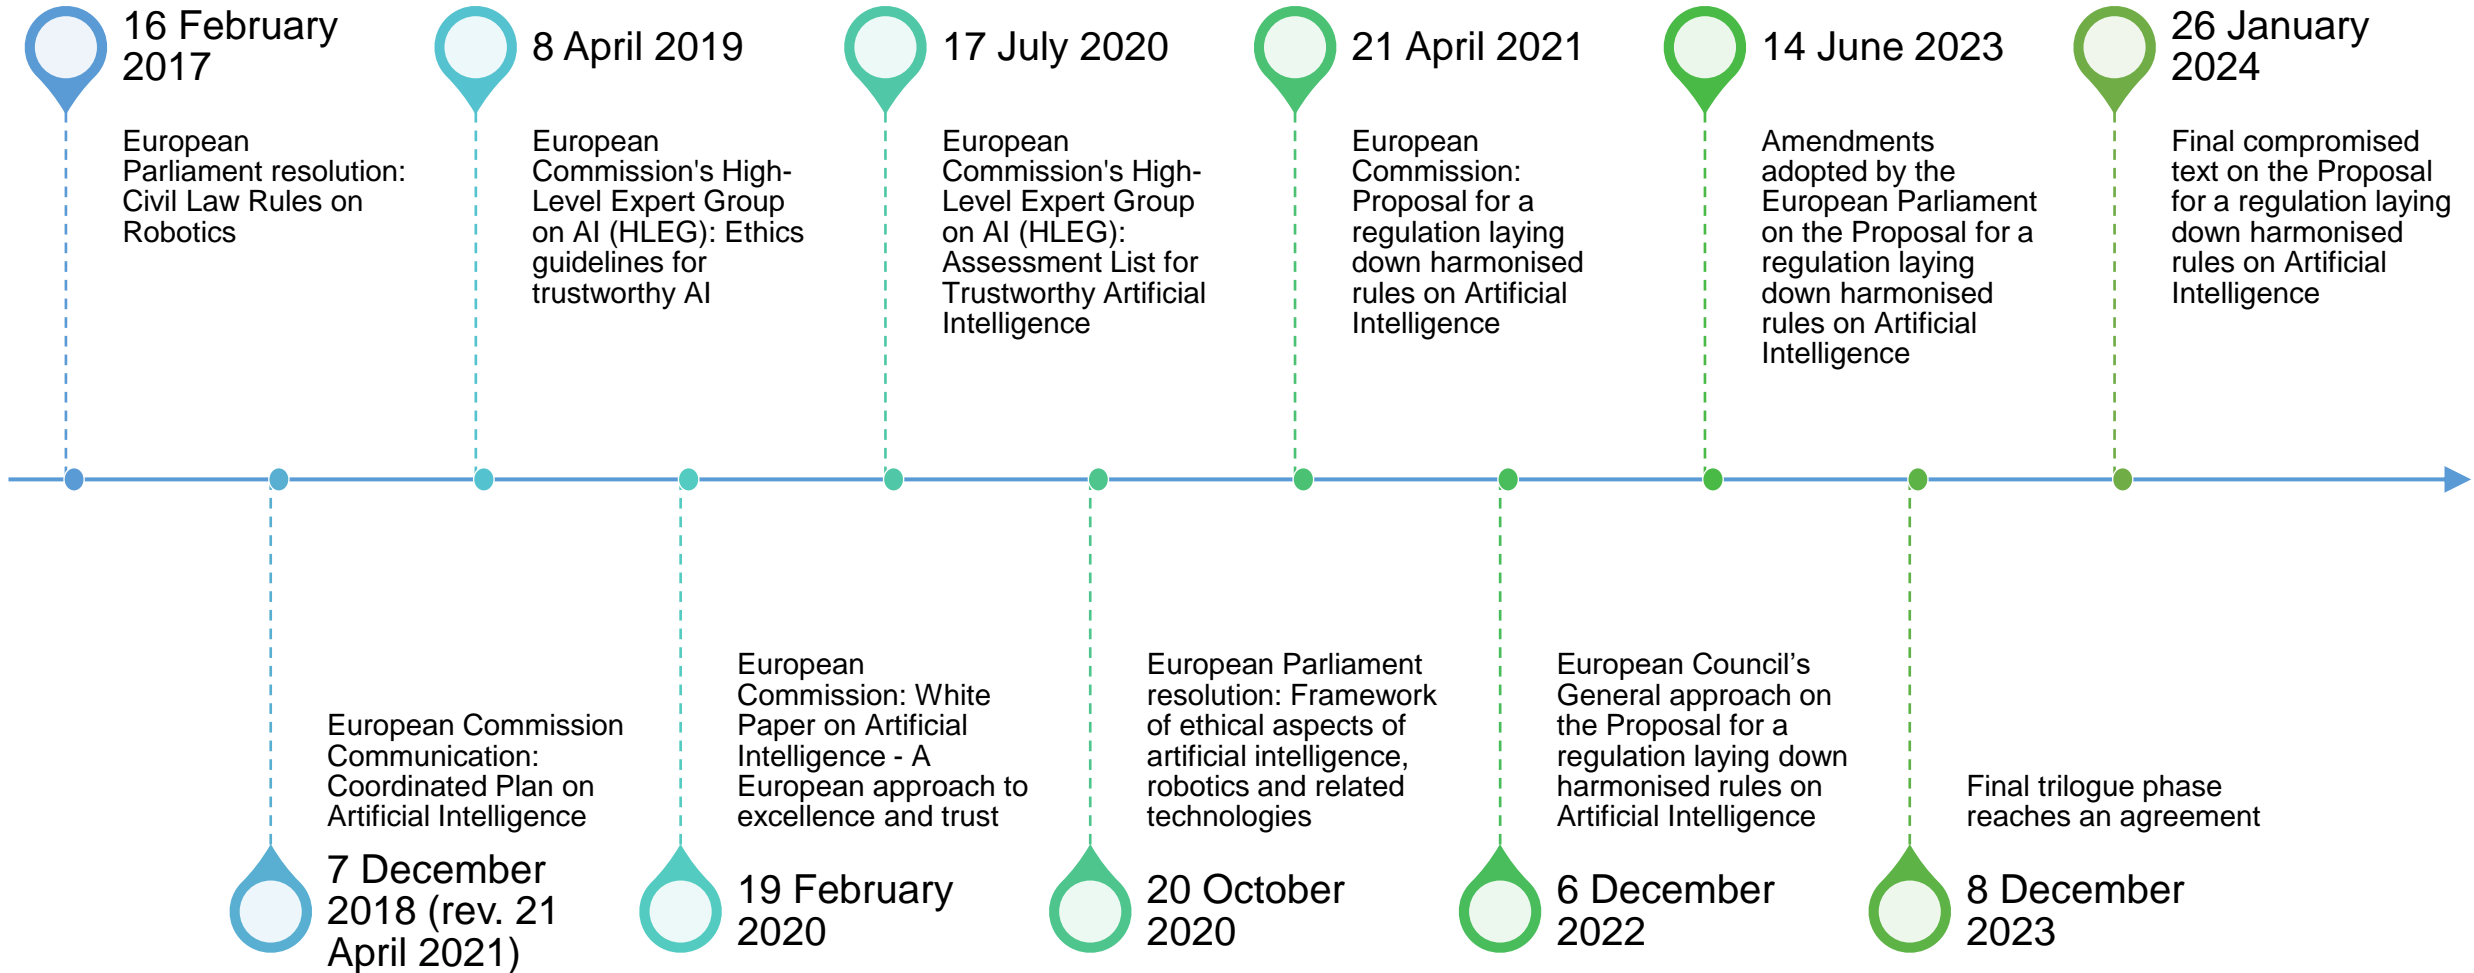 16 February
2017
European
Parliament resolution:
Civil Law Rules on
Robotics
8 April 2019
European
Commission's High-
Level Expert Group
on AI (HLEG): Ethics
guidelines for
trustworthy AI
17 July 2020
European
Commission's High-
Level Expert Group
on AI (HLEG):
Assessment List for
Trustworthy Artificial
Intelligence
21 April 2021
European
Commission:
Proposal for a
regulation laying
down harmonised
rules on Artificial
Intelligence
14 June 2023
Amendments
adopted by the
European Parliament
on the Proposal for a
regulation laying
down harmonised
rules on Artificial
Intelligence
26 January
2024
Final compromised
text on the Proposal
for a regulation laying
down harmonised
rules on Artificial
Intelligence
European Commission
Communication:
Coordinated Plan on
Artificial Intelligence
7 December
2018 (rev. 21
April 2021)
European
Commission: White
Paper on Artificial
Intelligence - A
European approach to
excellence and trust
19 February
2020
European Parliament
resolution: Framework
of ethical aspects of
artificial intelligence,
robotics and related
technologies
20 October
2020
European Council’s
General approach on
the Proposal for a
regulation laying down
harmonised rules on
Artificial Intelligence
6 December
2022
Final trilogue phase
reaches an agreement
8 December
2023